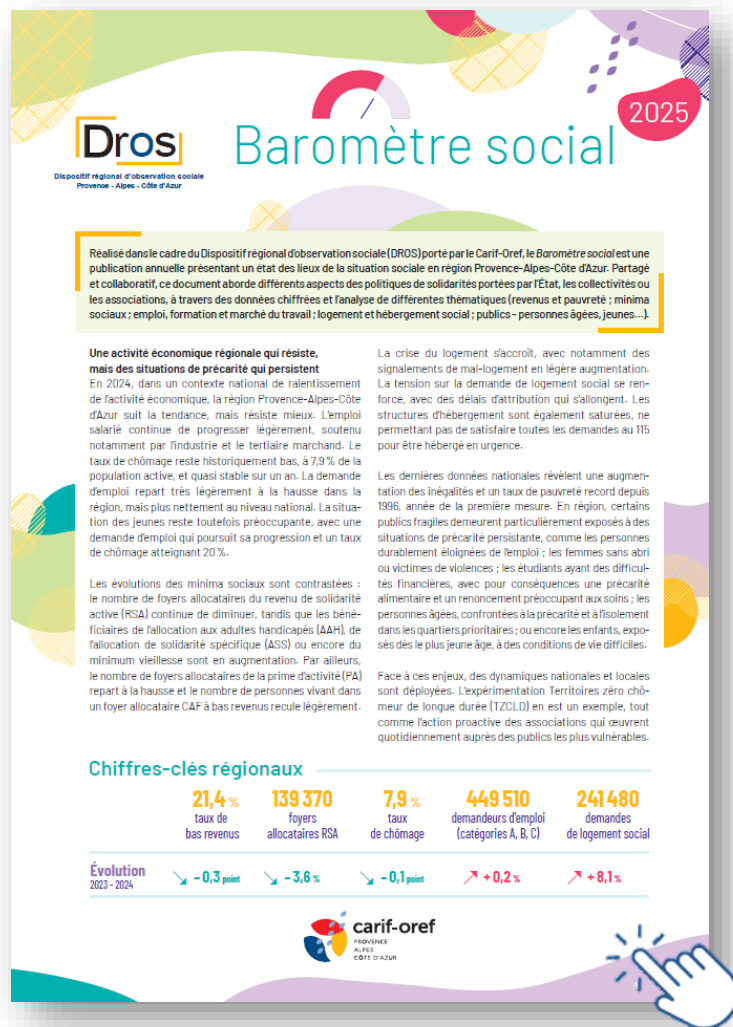 2025
Dros
Dispositif régional d'observation sociale
Provence - Alpes - Côte d'Azur
Baromètre social
Réalisé dans le cadre du Dispositif régional d'observation sociale (DROS) porté par le Carif-Oref, le Baromètre social est une
publication annuelle présentant un état des lieux de la situation sociale en région Provence-Alpes-Côte d'Azur. Partagé
et collaboratif, ce document aborde différents aspects des politiques de solidarités portées par l'État, les collectivités ou
les associations, à travers des données chiffrées et l'analyse de différentes thématiques (revenus et pauvreté ; minima
sociaux ; emploi, formation et marché du travail ; logement et hébergement social ; publics - personnes âgées, jeunes...).
Une activité économique régionale qui résiste,
mais des situations de précarité qui persistent
En 2024, dans un contexte national de ralentissement
de l'activité économique, la région Provence-Alpes-Côte
d'Azur suit la tendance, mais résiste mieux. L'emploi
salarié continue de progresser légèrement, soutenu
notamment par l'industrie et le tertiaire marchand. Le
taux de chômage reste historiquement bas, à 7,9 % de la
population active, et quasi stable sur un an. La demande
d'emploi repart très légèrement à la hausse dans la
région, mais plus nettement au niveau national. La situa-
tion des jeunes reste toutefois préoccupante, avec une
demande d'emploi qui poursuit sa progression et un taux
de chômage atteignant 20 %.
Les évolutions des minima sociaux sont contrastées :
le nombre de foyers allocataires du revenu de solidarité
active (RSA) continue de diminuer, tandis que les béné-
ficiaires de l'allocation aux adultes handicapés (AAH), de
l'allocation de solidarité spécifique (ASS) ou encore du
minimum vieillesse sont en augmentation. Par ailleurs,
le nombre de foyers allocataires de la prime d'activité (PA)
repart à la hausse et le nombre de personnes vivant dans
un foyer allocataire CAF à bas revenus recule légèrement.
La crise du logement s'accroît, avec notamment des
signalements de mal-logement en légère augmentation.
La tension sur la demande de logement social se ren-
force, avec des délais d'attribution qui s'allongent. Les
structures d'hébergement sont également saturées, ne
permettant pas de satisfaire toutes les demandes au 115
pour être hébergé en urgence.
Les dernières données nationales révèlent une augmen-
tation des inégalités et un taux de pauvreté record depuis
1996, année de la première mesure. En région, certains
publics fragiles demeurent particulièrement exposés à des
situations de précarité persistante, comme les personnes
durablement éloignées de l'emploi ; les femmes sans abri
ou victimes de violences ; les étudiants ayant des difficul-
tés financières, avec pour conséquences une précarité
alimentaire et un renoncement préoccupant aux soins ; les
personnes âgées, confrontées à la précarité et à l'isolement
dans les quartiers prioritaires ; ou encore les enfants, expo-
sés dès le plus jeune âge, à des conditions de vie difficiles.
Face à ces enjeux, des dynamiques nationales et locales
sont déployées. L'expérimentation Territoires zéro chô-
meur de longue durée (TZCLD) en est un exemple, tout
comme l'action proactive des associations qui œuvrent
quotidiennement auprès des publics les plus vulnérables.
Chiffres-clés régionaux
21,4 % 139 370 7,9 % 449 510 241 480
taux de foyers taux demandeurs d'emploi demandes
bas revenus allocataires RSA de chômage (catégories A, B, C) de logement social
Évolution
2023 - 2024
- 0,3 point - 3,6 % - 0,1 point + 0,2 % + 8,1 %
carif-oref
PROVENCE
ALPES
CÔTE D'AZUR